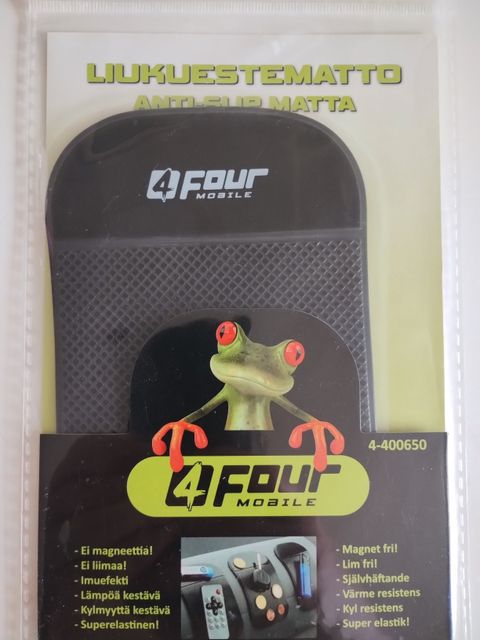 LIUKUESTEMATTO
ANTI-SLIP MATTA
4FOUR
MOBILE
4-400650
4FOUR
MOBILE
- Ei magneettia!
- Ei liimaa!
- Imuefekti
- Lämpöä kestävä
- Kylmyyttä kestävä
- Superelastinen!
- Magnet fri!
- Lim fri!
- Självhäftande
- Värme resistens
- Kyl resistens
- Super elastik!